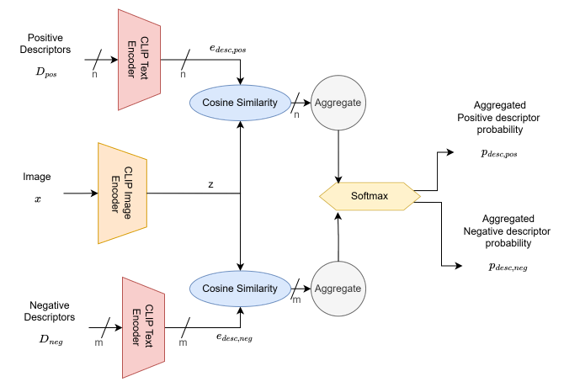 Positive
Descriptors
D_pos
n
CLIP Text
Encoder
n
e_desc,pos
Cosine Similarity
n
Aggregate
Image
x
CLIP Image
Encoder
z
Softmax
Aggregated
Positive descriptor
probability
p_desc,pos
Aggregated
Negative descriptor
probability
p_desc,neg
Negative
Descriptors
D_neg
m
CLIP Text
Encoder
m
e_desc,neg
Cosine Similarity
m
Aggregate